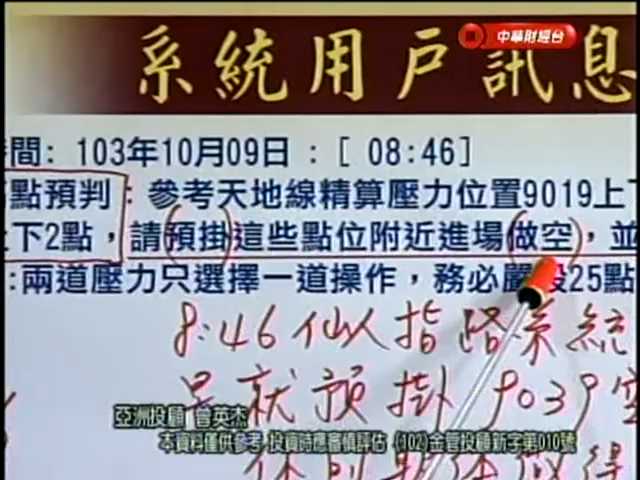 中華財經台
系統用戶訊息
間: 103年10月09日 : [ 08:46]
點預判:參考天地線精算壓力位置9019上下
下2點，請(預掛)這些點位附近進場(做空)，並
:兩道壓力只選擇一道操作，務必嚴設25點
8:46 仙人指路系統
就預掛 9039空
亞洲投顧 曾英杰
本資料僅供參考 投資時應審慎評估 (102)金管投顧新字第010號